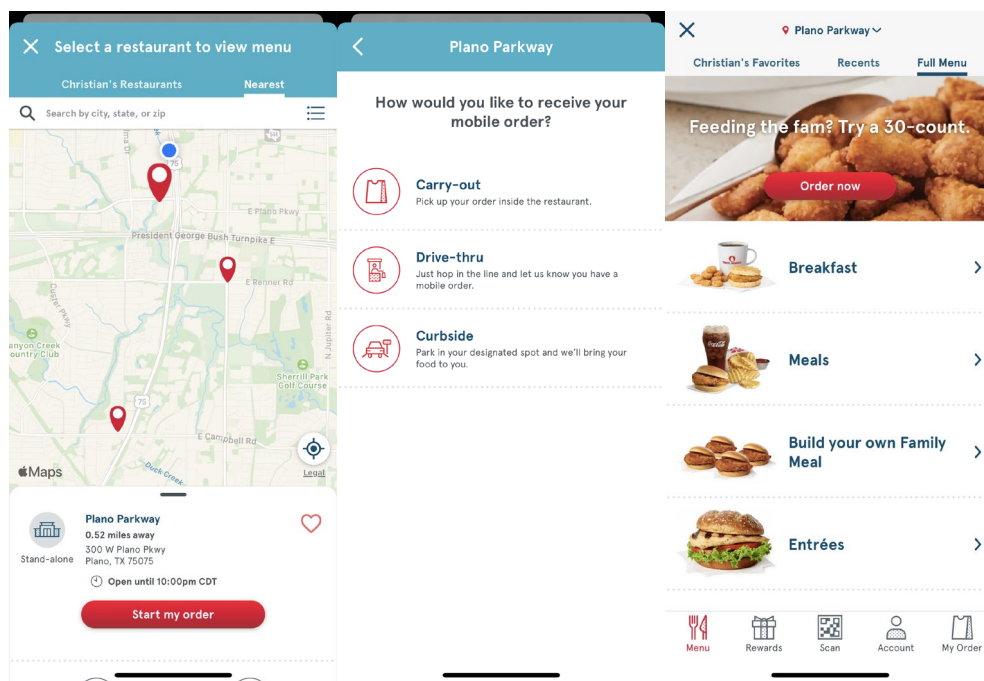 Select a restaurant to view menu
Christian's Restaurants
Nearest
Search by city, state, or zip
75
E Plano Pkwy
President George Bush Turnpike E
E Renner Rd
Custer Pkwy
N Jupiter Rd
anyon Creek
ountry Club
Sherrill Park
Golf Course
75
E Campbell Rd
Duck Creek
Maps
Legal
Stand-alone
Plano Parkway
0.52 miles away
300 W Plano Pkwy
Plano, TX 75075
Open until 10:00pm CDT
Start my order
Plano Parkway
How would you like to receive your
mobile order?
Carry-out
Pick up your order inside the restaurant.
Drive-thru
Just hop in the line and let us know you have a
mobile order.
Curbside
Park in your designated spot and we'll bring your
food to you.
Plano Parkway
Christian's Favorites
Recents
Full Menu
Feeding the fam? Try a 30-count.
Order now
Breakfast
Meals
Build your own Family
Meal
Entrées
Menu
Rewards
Scan
Account
My Order